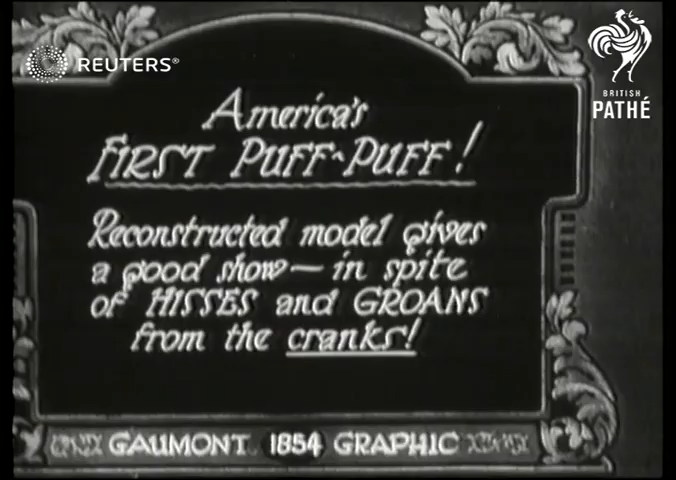 REUTERS®
BRITISH
PATHÉ
America's
FIRST PUFF-PUFF!
Reconstructed model gives
a good show — in spite
of HISSES and GROANS
from the cranks!
GAUMONT 1854 GRAPHIC